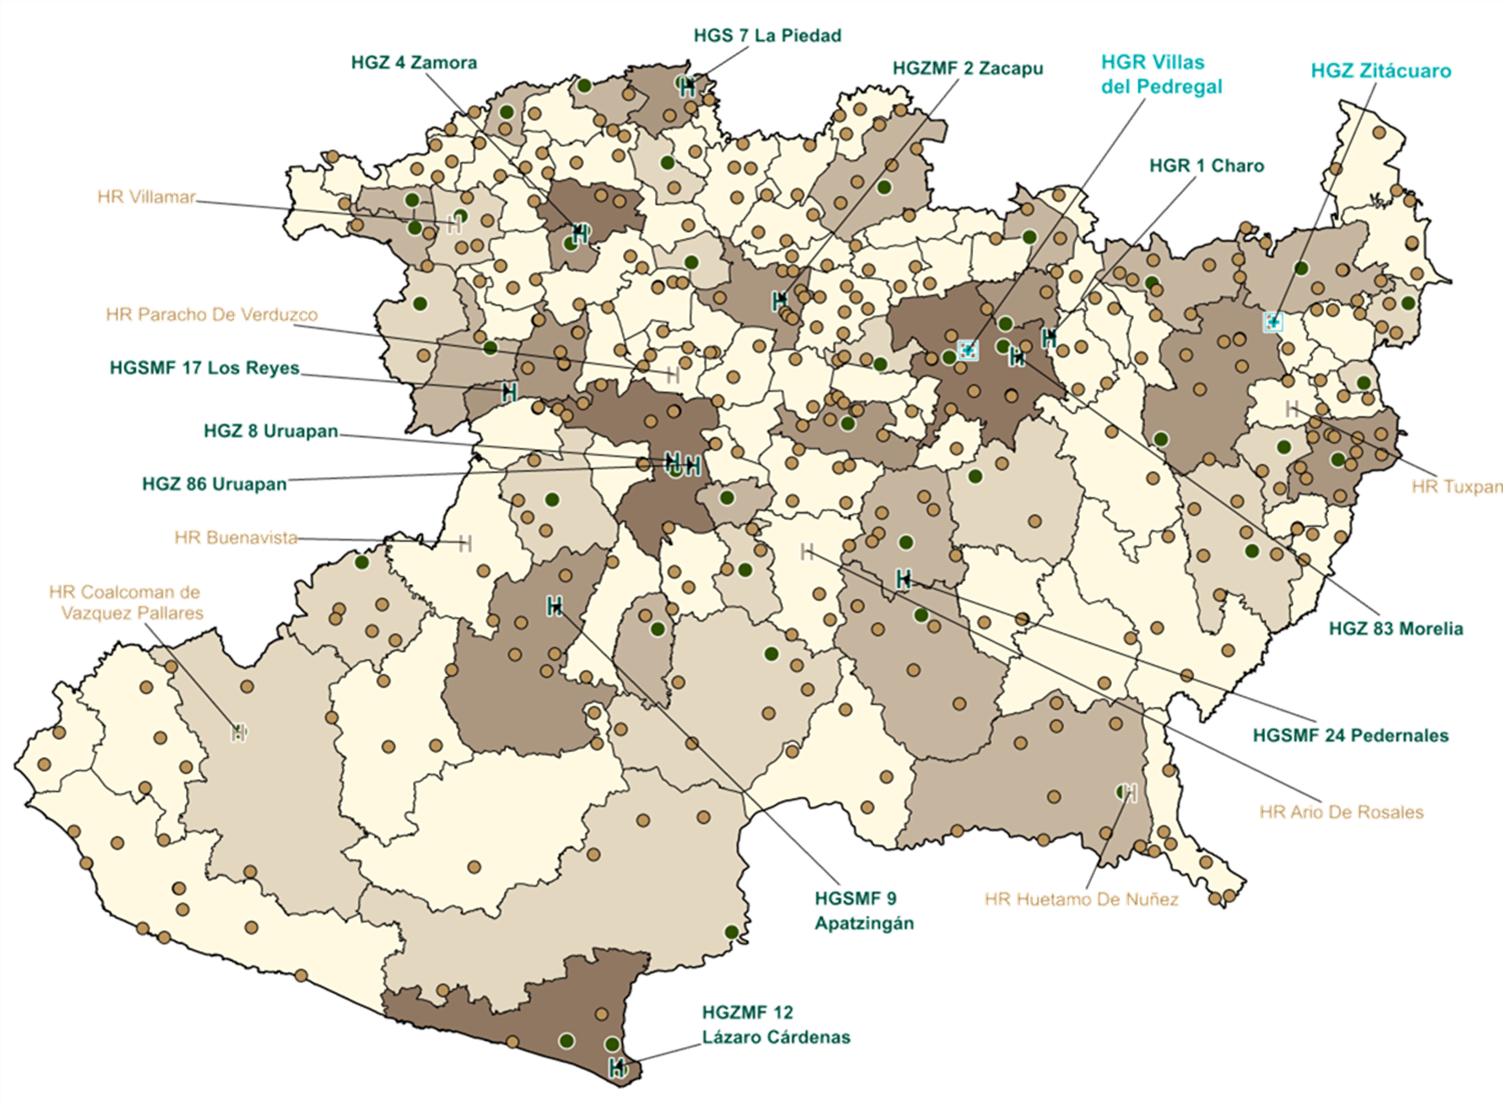 HGS 7 La Piedad
HGZ 4 Zamora
HGZMF 2 Zacapu
HGR Villas
del Pedregal
HGZ Zitácuaro
HGR 1 Charo
HR Villamar
HR Paracho De Verduzco
HGSMF 17 Los Reyes
HGZ 8 Uruapan
HGZ 86 Uruapan
HR Tuxpan
HR Buenavista
HR Coalcoman de
Vazquez Pallares
HGZ 83 Morelia
HGSMF 24 Pedernales
HR Ario De Rosales
HR Huetamo De Nuñez
HGSMF 9
Apatzingán
HGZMF 12
Lázaro Cárdenas